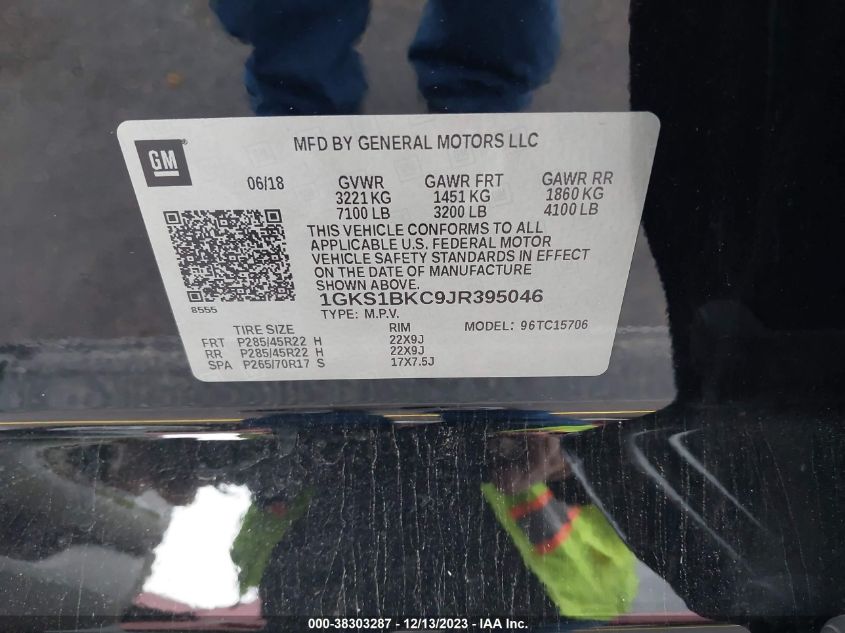 MFD BY GENERAL MOTORS LLC
GM
06/18 GVWR GAWR FRT GAWR RR
3221 KG 1451 KG 1860 KG
7100 LB 3200 LB 4100 LB
THIS VEHICLE CONFORMS TO ALL
APPLICABLE U.S. FEDERAL MOTOR
VEHICLE SAFETY STANDARDS IN EFFECT
ON THE DATE OF MANUFACTURE
SHOWN ABOVE.
1GKS1BKC9JR395046
8555
TYPE: M.P.V. MODEL: 96TC15706
TIRE SIZE RIM
FRT P285/45R22 H 22X9J
RR P285/45R22 H 22X9J
SPA P265/70R17 S 17X7.5J
000-38303287 - 12/13/2023 - IAA Inc.